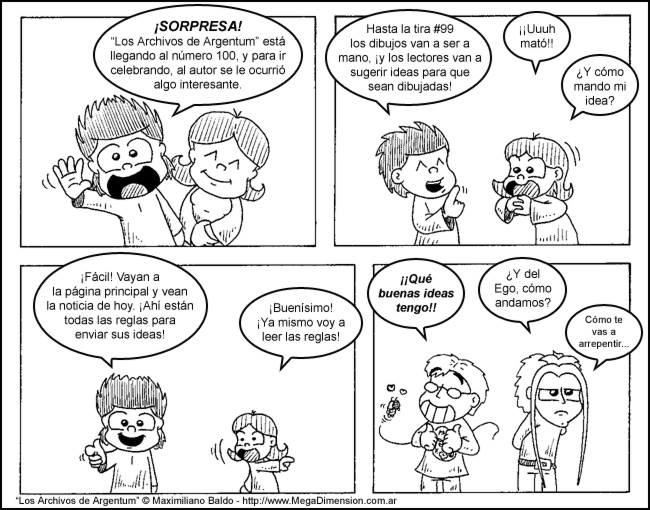 ¡SORPRESA!
"Los Archivos de Argentum" está
llegando al número 100, y para ir
celebrando, al autor se le ocurrió
algo interesante.
Hasta la tira #99
los dibujos van a ser a
mano, ¡y los lectores van a
sugerir ideas para que
sean dibujadas!
¡¡Uuuh
mató!!
¿Y cómo
mando mi
idea?
¡Fácil! Vayan a
la página principal y vean
la noticia de hoy. ¡Ahí están
todas las reglas para
enviar sus ideas!
¡Buenísimo!
¡Ya mismo voy a
leer las reglas!
¡¡Qué
buenas ideas
tengo!!
¿Y del
Ego, cómo
andamos?
Cómo te
vas a
arrepentir...
"Los Archivos de Argentum" © Maximiliano Baldo - http://www.MegaDimension.com.ar